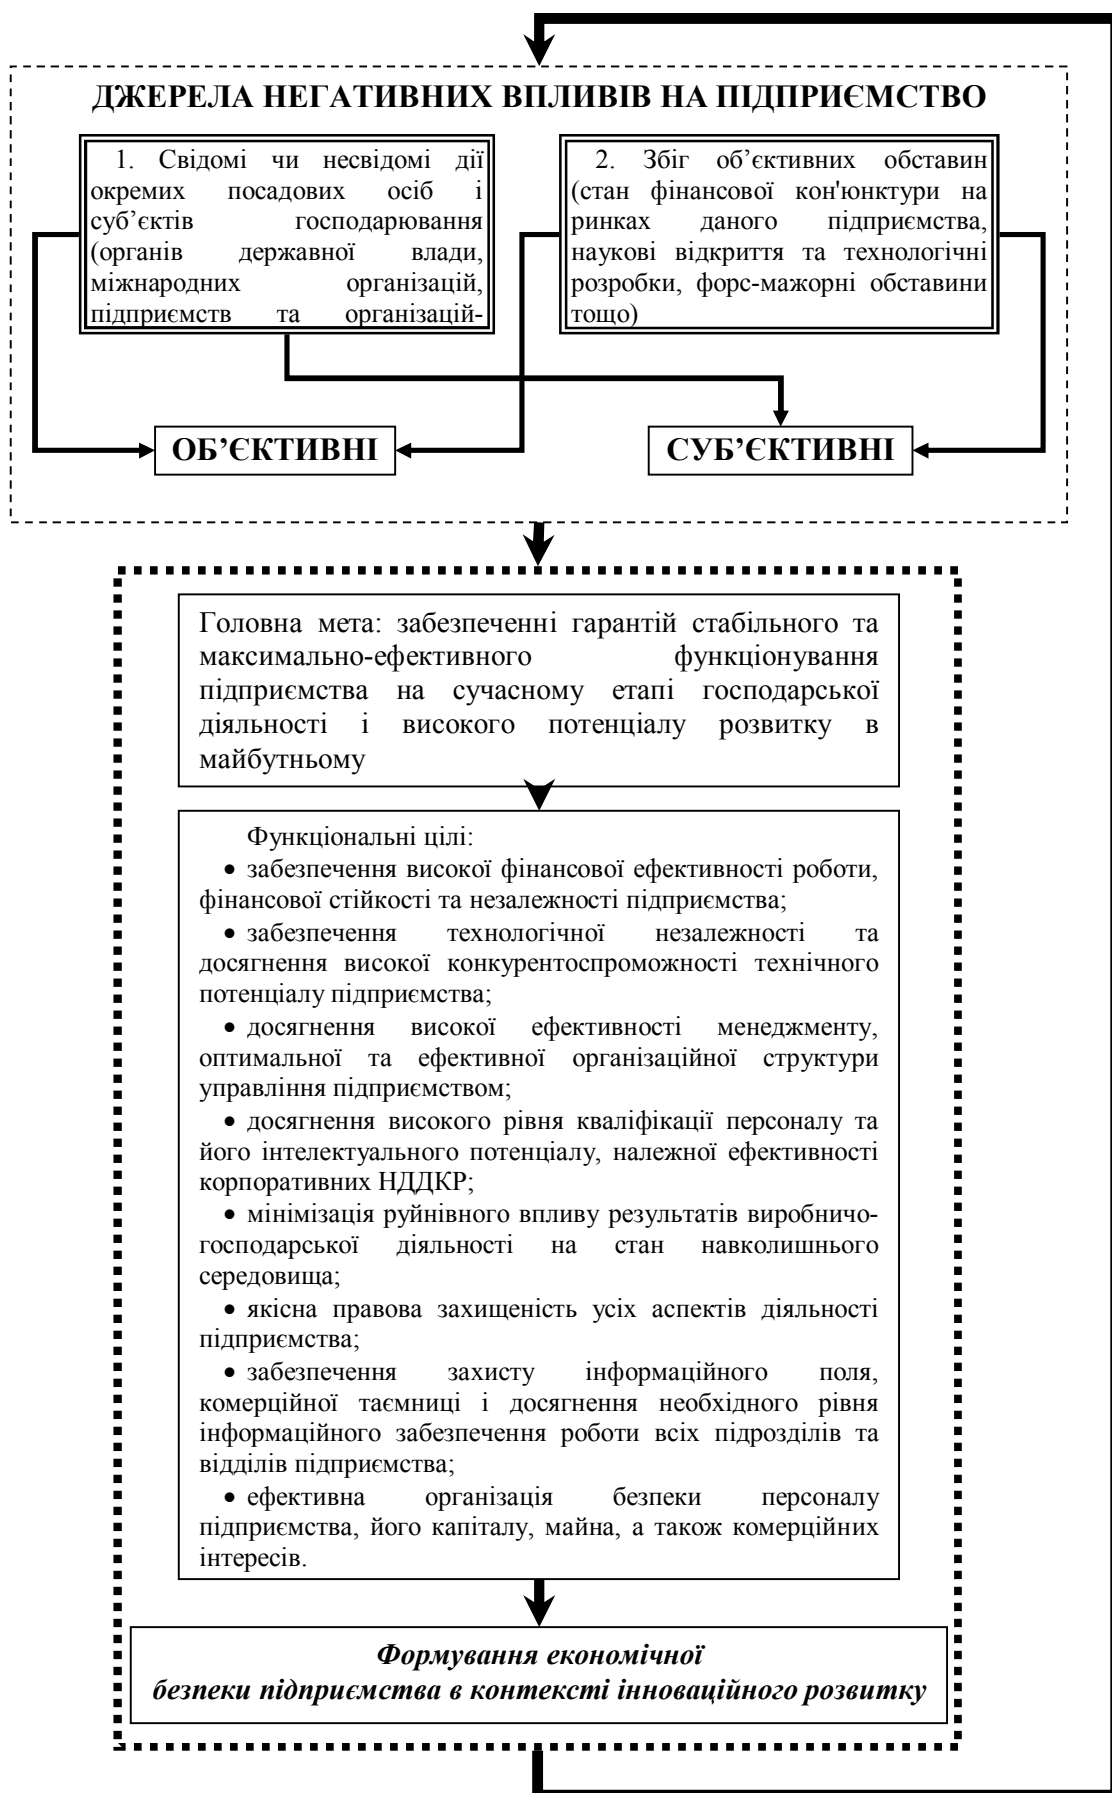 ДЖЕРЕЛА НЕГАТИВНИХ ВПЛИВІВ НА ПІДПРИЄМСТВО
1. Свідомі чи несвідомі дії
окремих посадових осіб і
суб’єктів господарювання
(органів державної влади,
міжнародних організацій,
підприємств та організацій-
2. Збіг об’єктивних обставин
(стан фінансової кон'юнктури на
ринках даного підприємства,
наукові відкриття та технологічні
розробки, форс-мажорні обставини
тощо)
ОБ’ЄКТИВНІ
СУБ’ЄКТИВНІ
Головна мета: забезпеченні гарантій стабільного та
максимально-ефективного функціонування
підприємства на сучасному етапі господарської
діяльності і високого потенціалу розвитку в
майбутньому
Функціональні цілі:
• забезпечення високої фінансової ефективності роботи,
фінансової стійкості та незалежності підприємства;
• забезпечення технологічної незалежності та
досягнення високої конкурентоспроможності технічного
потенціалу підприємства;
• досягнення високої ефективності менеджменту,
оптимальної та ефективної організаційної структури
управління підприємством;
• досягнення високого рівня кваліфікації персоналу та
його інтелектуального потенціалу, належної ефективності
корпоративних НДДКР;
• мінімізація руйнівного впливу результатів виробничо-
господарської діяльності на стан навколишнього
середовища;
• якісна правова захищеність усіх аспектів діяльності
підприємства;
• забезпечення захисту інформаційного поля,
комерційної таємниці і досягнення необхідного рівня
інформаційного забезпечення роботи всіх підрозділів та
відділів підприємства;
• ефективна організація безпеки персоналу
підприємства, його капіталу, майна, а також комерційних
інтересів.
Формування економічної
безпеки підприємства в контексті інноваційного розвитку